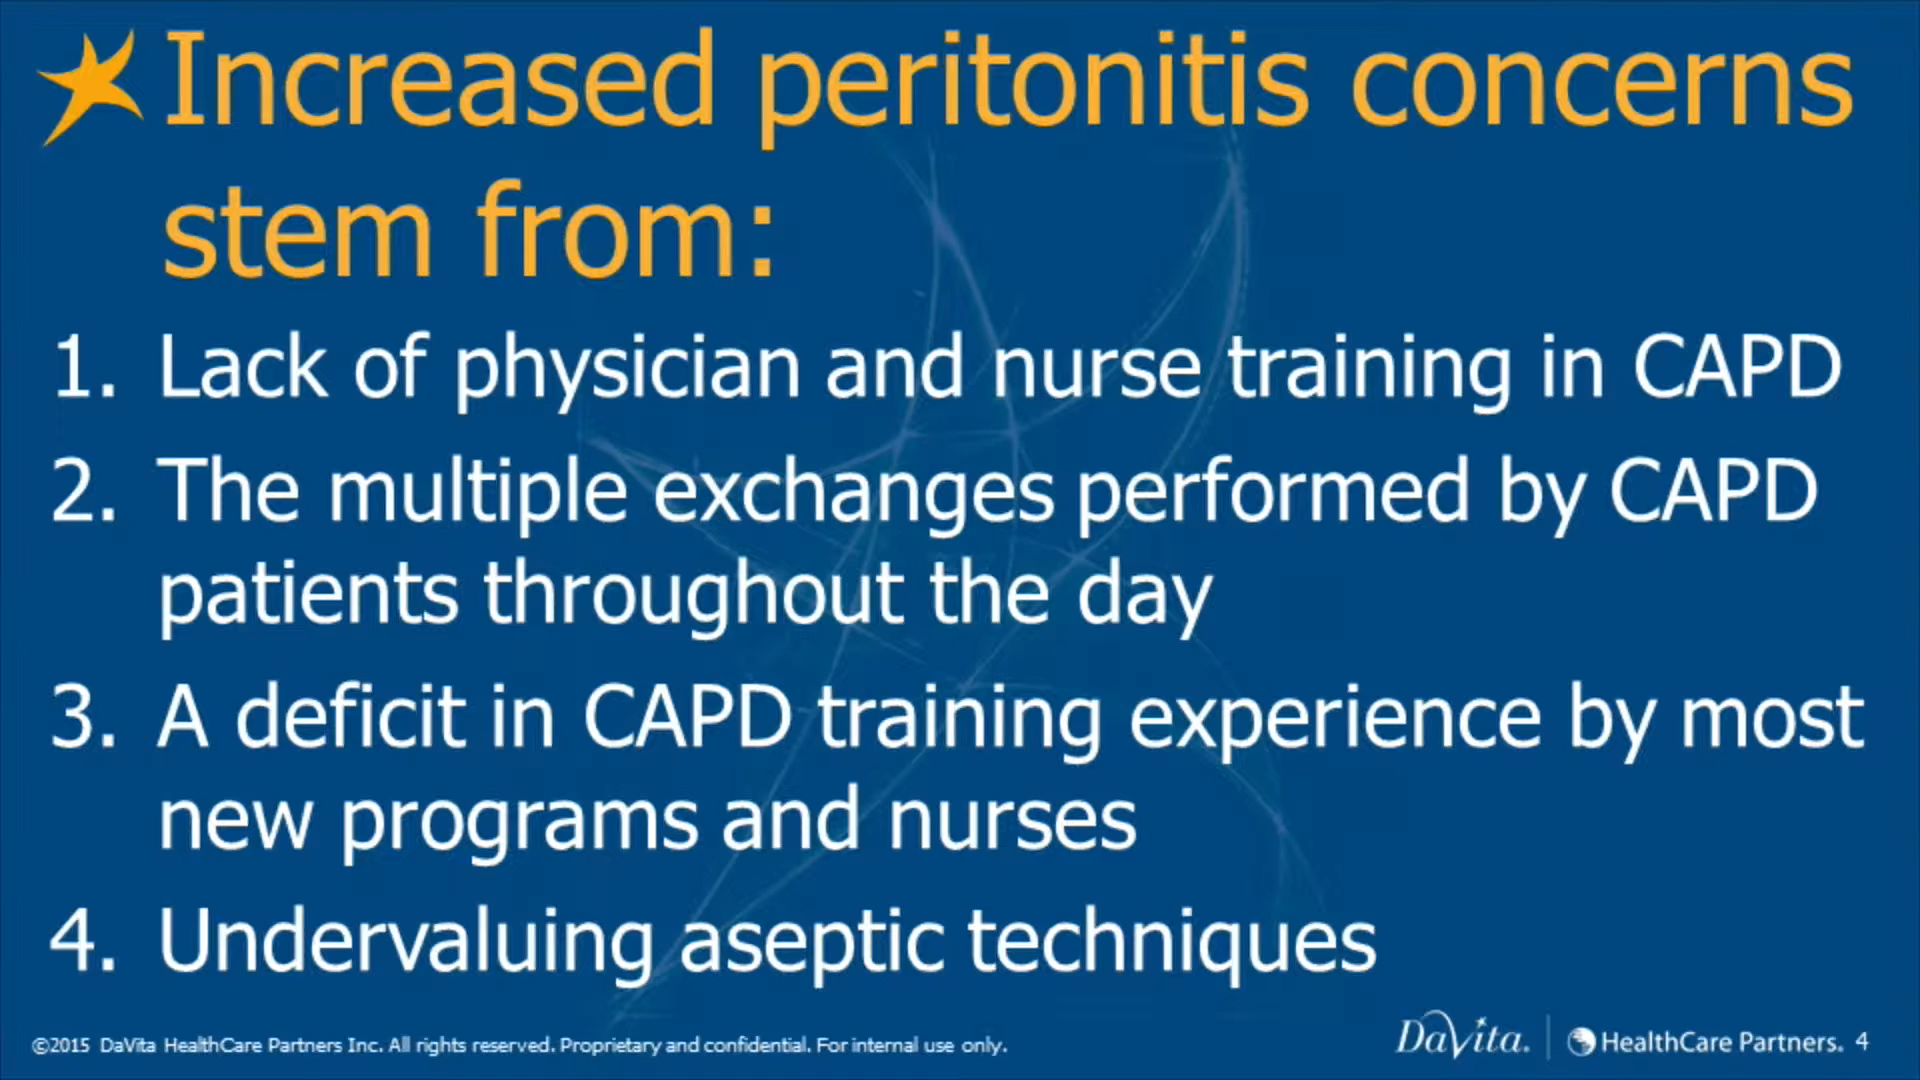 Increased peritonitis concerns
stem from:
1. Lack of physician and nurse training in CAPD
2. The multiple exchanges performed by CAPD
patients throughout the day
3. A deficit in CAPD training experience by most
new programs and nurses
4. Undervaluing aseptic techniques
©2015 DaVita HealthCare Partners Inc. All rights reserved. Proprietary and confidential. For internal use only.
DaVita. HealthCare Partners. 4